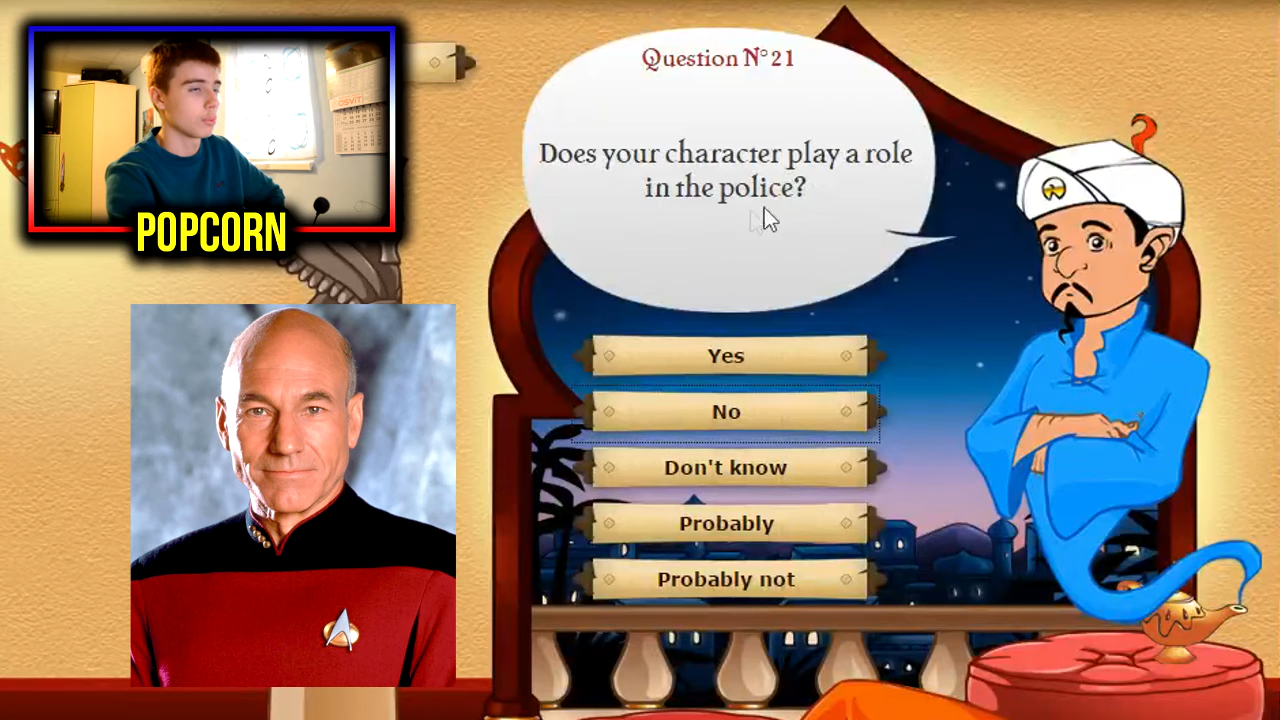 Question N°21
Does your character play a role
in the police?
POPCORN
Yes
No
Don't know
Probably
Probably not